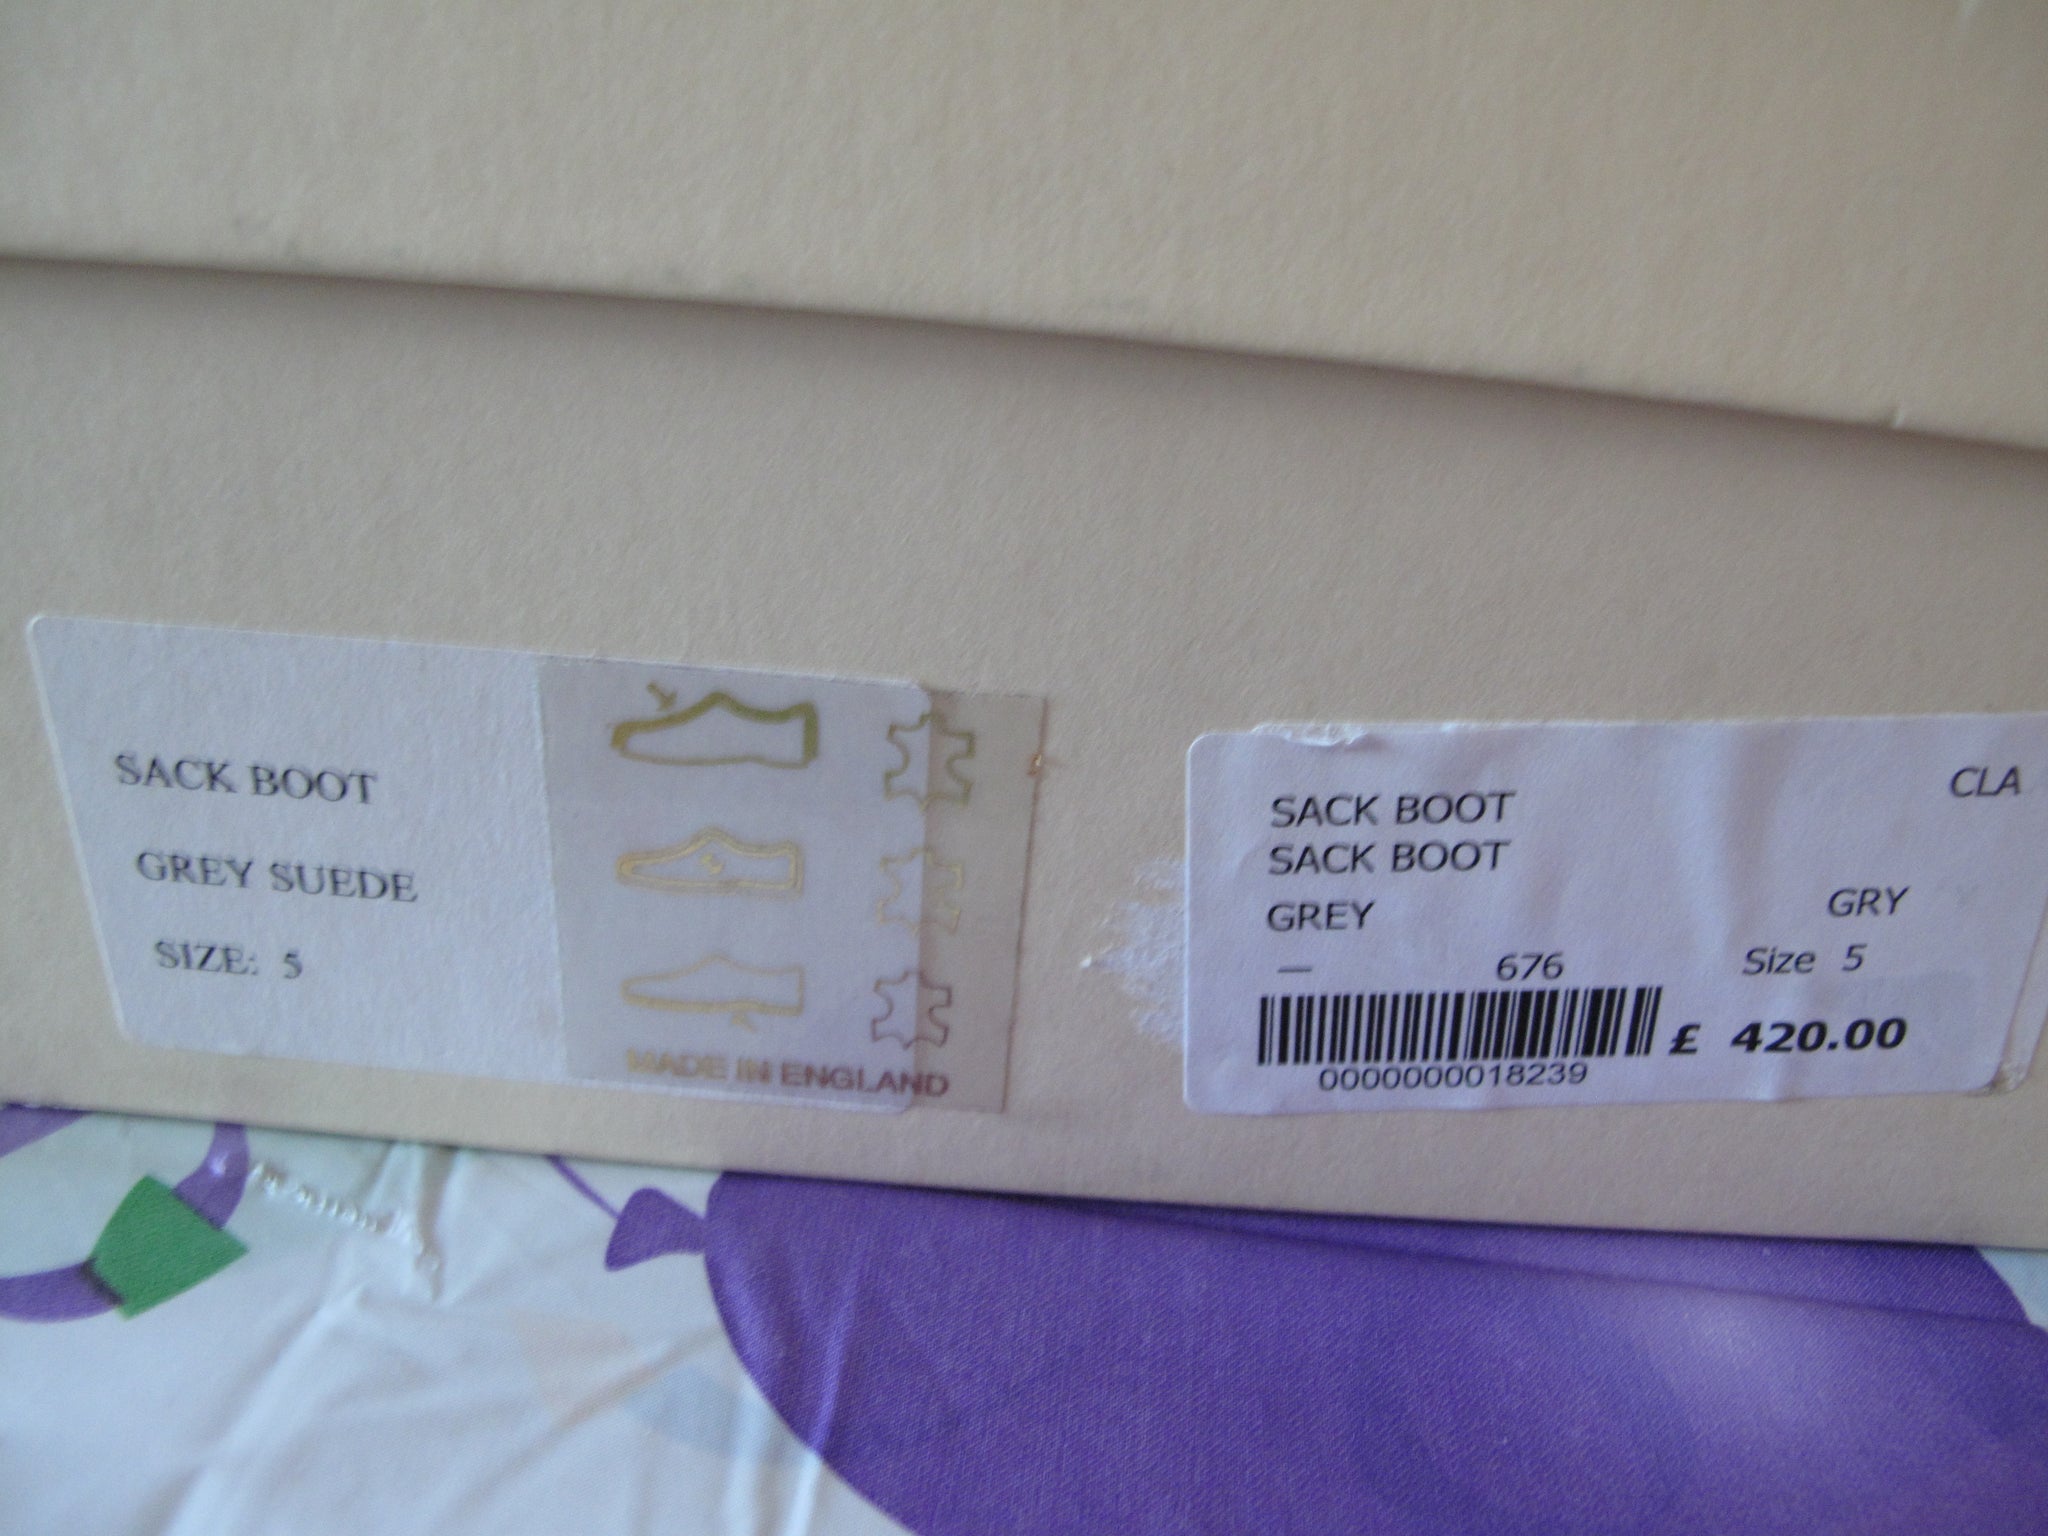 SACK BOOT
GREY SUEDE
SIZE: 5
MADE IN ENGLAND
CLA
SACK BOOT
SACK BOOT
GREY GRY
— 676 Size 5
£ 420.00
0000000018239